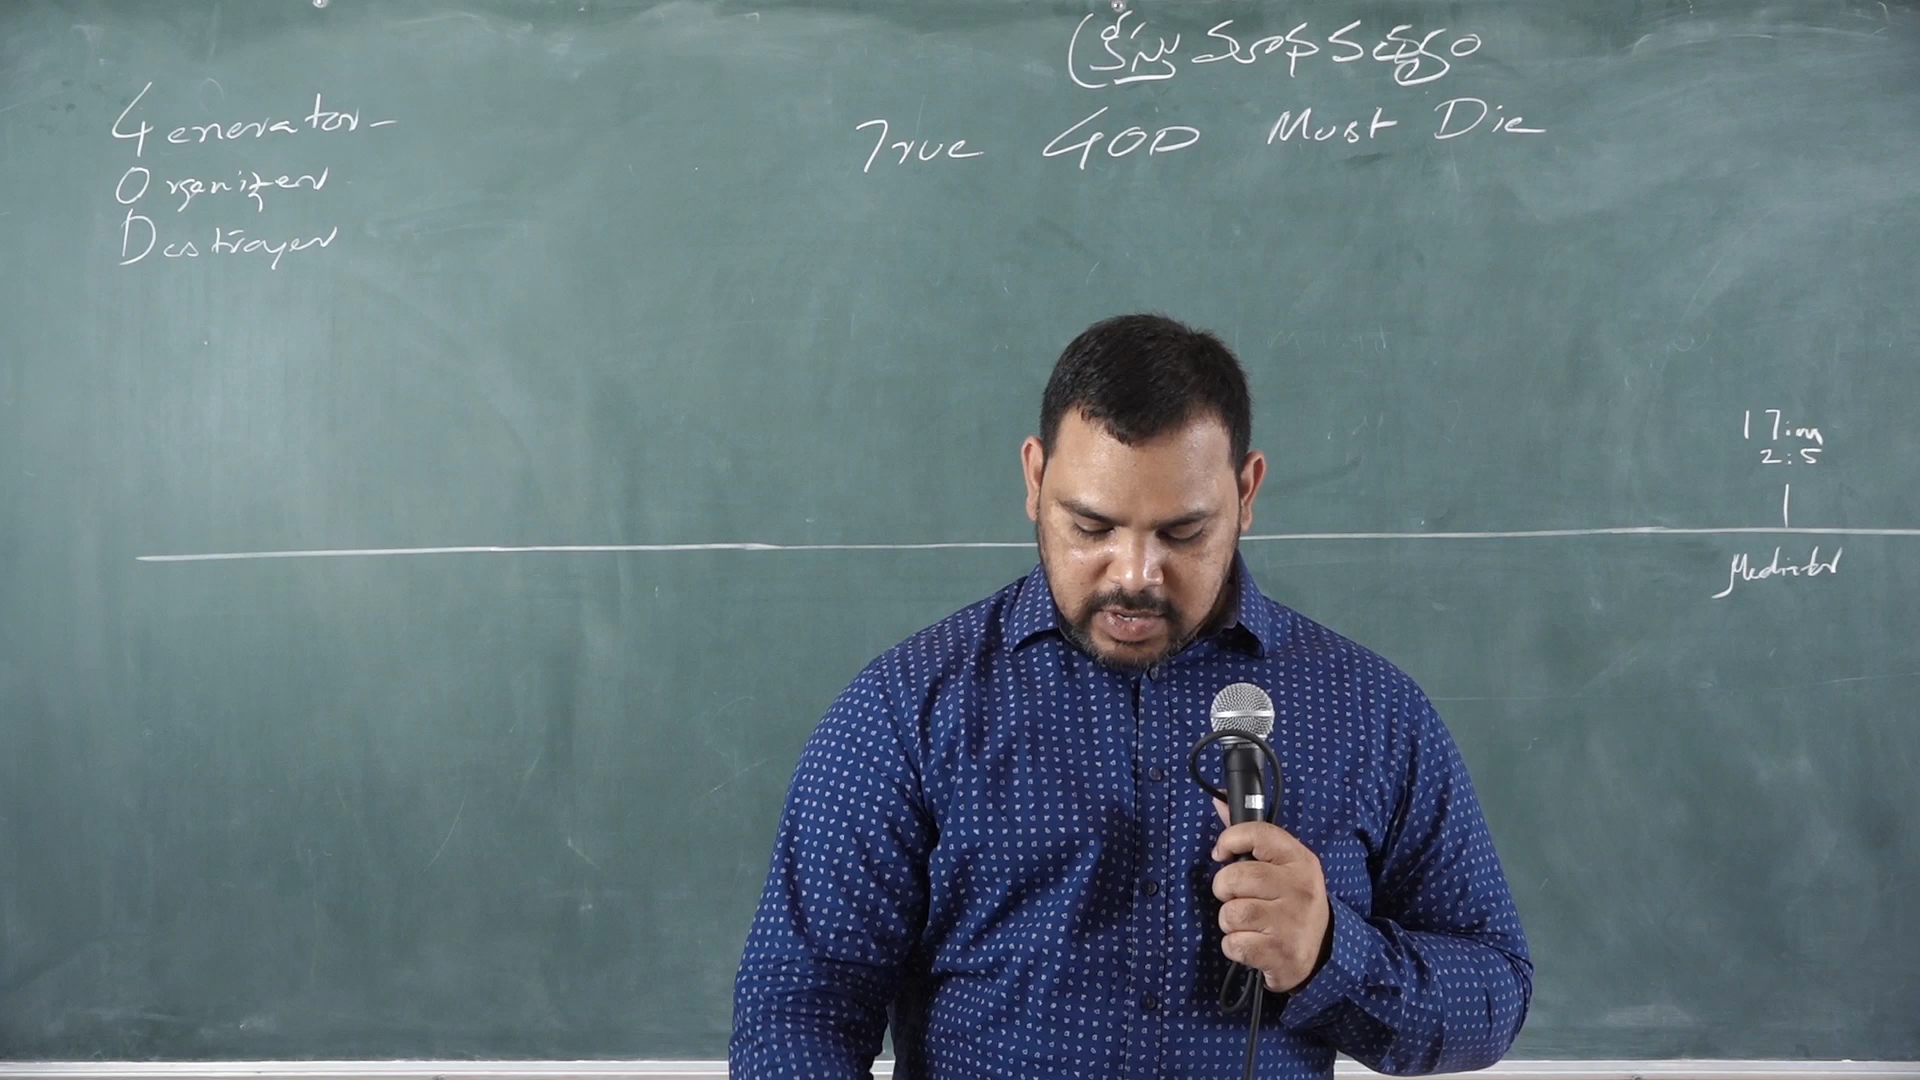 Generator-
Organizer
Destroyer
క్రీస్తు మానవత్వం
True GOD Must Die
1 Tim
2:5
Mediator